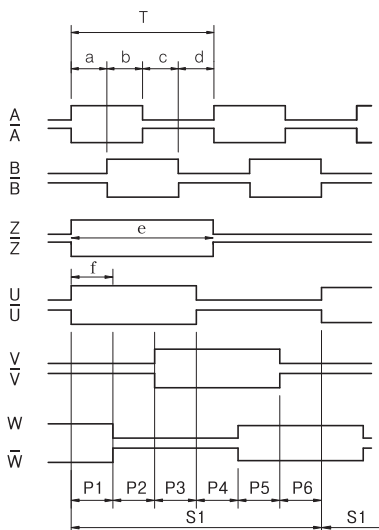 T
a b c d
A
A̅
B
B̅
Z
e
Z̅
f
U
U̅
V
V̅
W
W̅
P1 P2 P3 P4 P5 P6
S1 S1